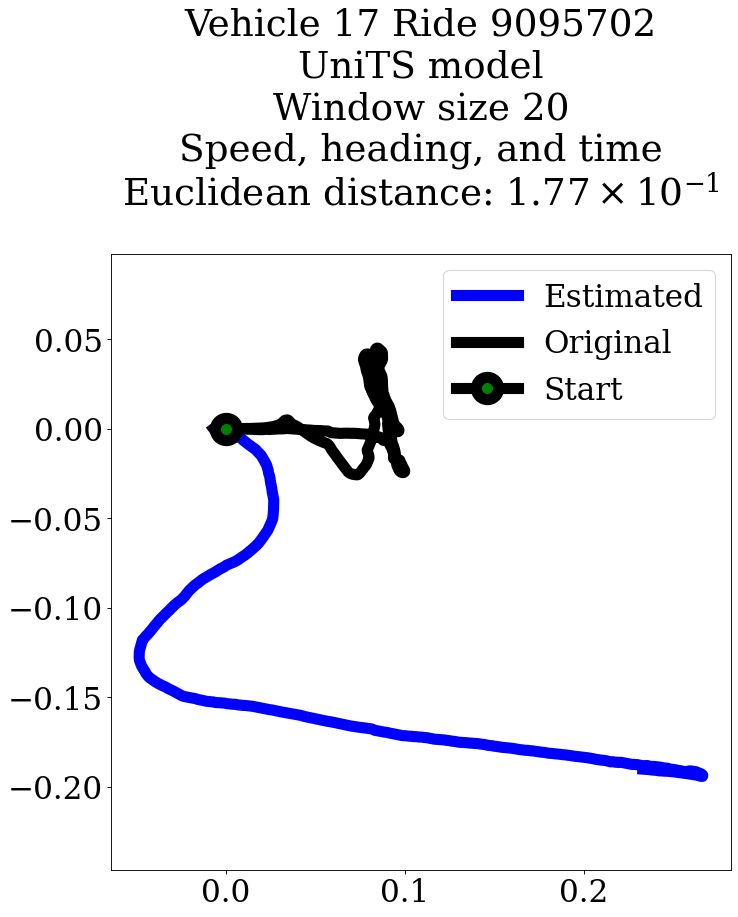 Vehicle 17 Ride 9095702
UniTS model
Window size 20
Speed, heading, and time
Euclidean distance: 1.77 × 10⁻¹
Estimated
Original
Start
0.05
0.00
−0.05
−0.10
−0.15
−0.20
0.0 0.1 0.2